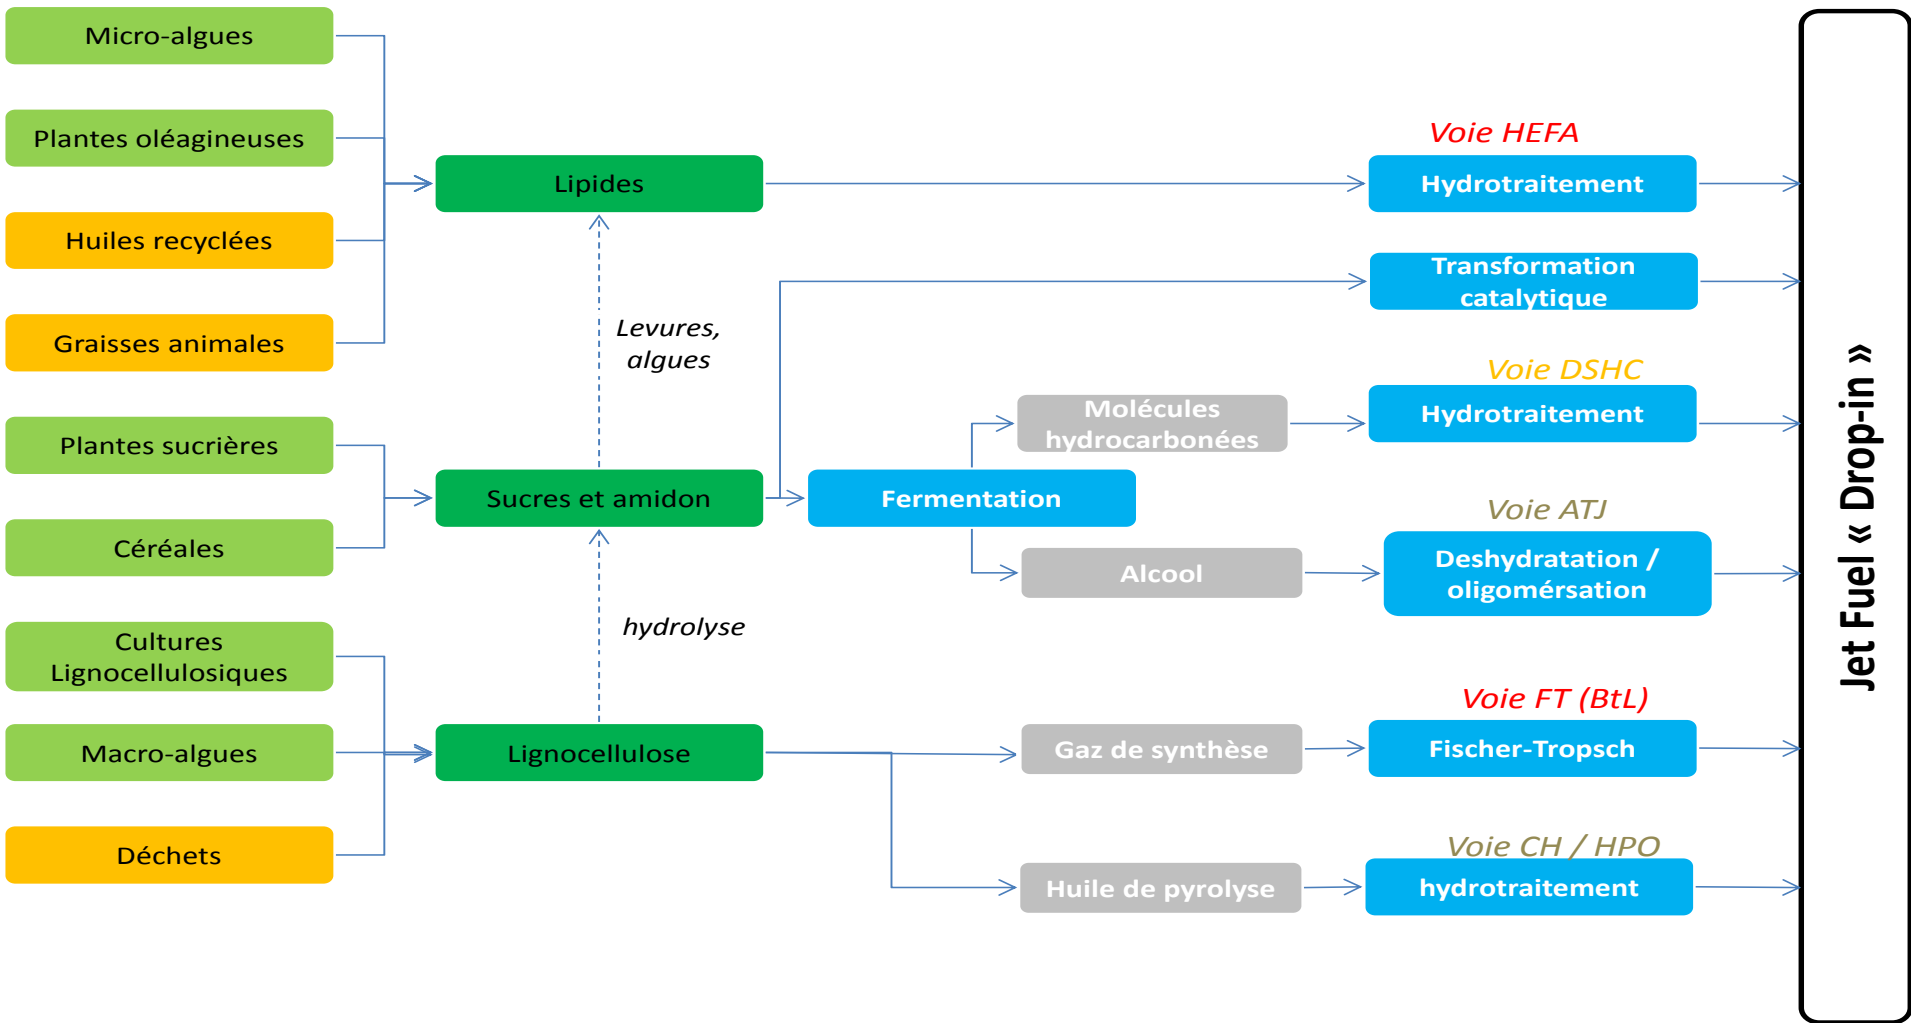 Micro-algues
Plantes oléagineuses
Huiles recyclées
Graisses animales
Plantes sucrières
Céréales
Cultures
Lignocellulosiques
Macro-algues
Déchets
Lipides
Levures,
algues
Sucres et amidon
hydrolyse
Lignocellulose
Fermentation
Molécules
hydrocarbonées
Alcool
Gaz de synthèse
Huile de pyrolyse
Voie HEFA
Hydrotraitement
Transformation
catalytique
Voie DSHC
Hydrotraitement
Voie ATJ
Deshydratation /
oligomérsation
Voie FT (BtL)
Fischer-Tropsch
Voie CH / HPO
hydrotraitement
Jet Fuel « Drop-in »